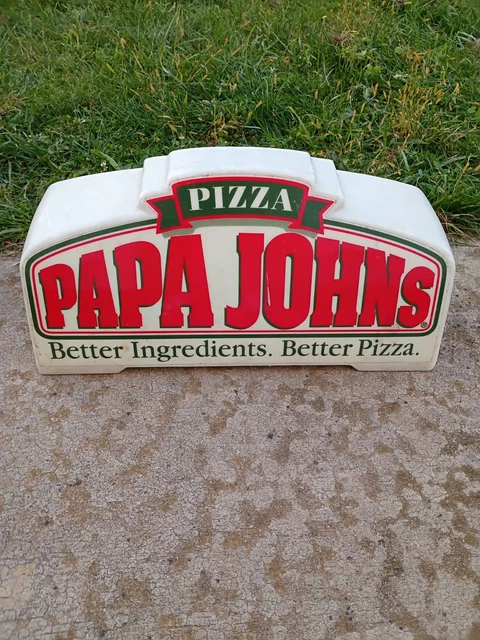 PIZZA
PAPA JOHNS®
Better Ingredients. Better Pizza.